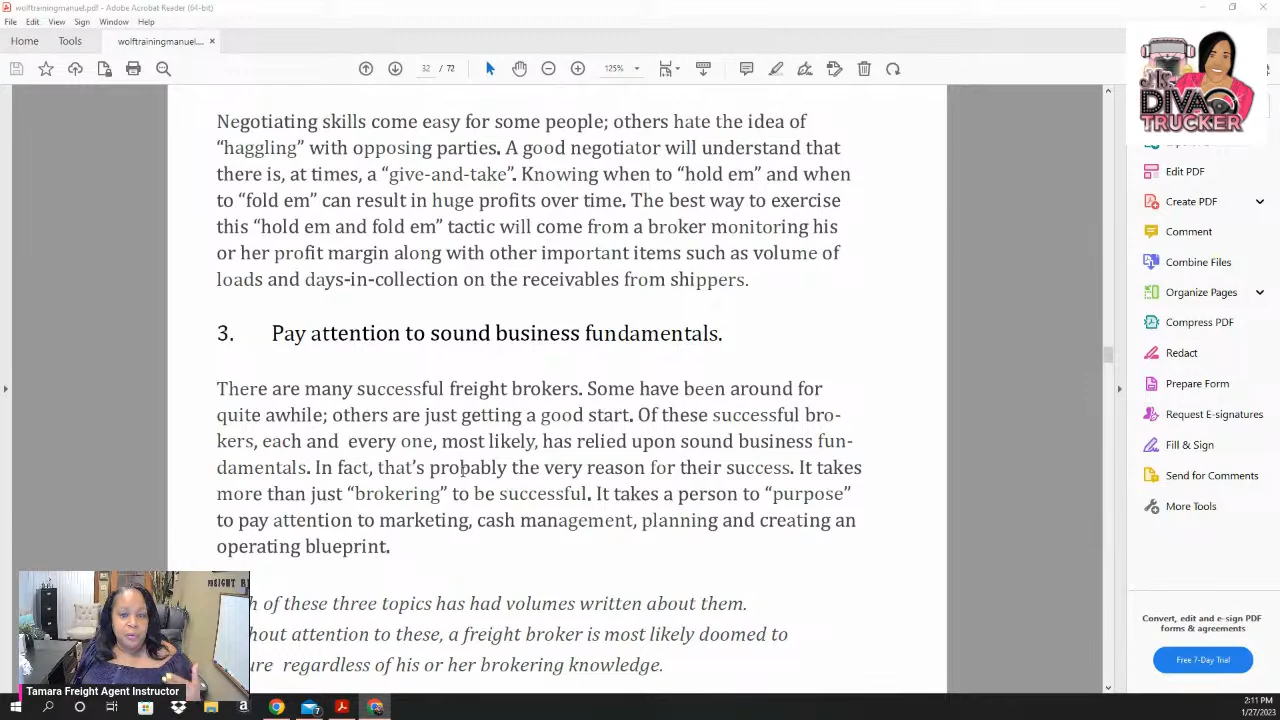 wolftrainingmanuel.pdf - Adobe Acrobat Reader (64-bit)
File Edit View Sign Window Help
Home Tools wolftrainingmanuel....
32 / 72 125%
Negotiating skills come easy for some people; others hate the idea of
“haggling” with opposing parties. A good negotiator will understand that
there is, at times, a “give-and-take”. Knowing when to “hold em” and when
to “fold em” can result in huge profits over time. The best way to exercise
this “hold em and fold em” tactic will come from a broker monitoring his
or her profit margin along with other important items such as volume of
loads and days-in-collection on the receivables from shippers.
3. Pay attention to sound business fundamentals.
There are many successful freight brokers. Some have been around for
quite awhile; others are just getting a good start. Of these successful bro-
kers, each and every one, most likely, has relied upon sound business fun-
damentals. In fact, that’s probably the very reason for their success. It takes
more than just “brokering” to be successful. It takes a person to “purpose”
to pay attention to marketing, cash management, planning and creating an
operating blueprint.
of these three topics has had volumes written about them.
attention to these, a freight broker is most likely doomed to
regardless of his or her brokering knowledge.
DIVA
TRUCKER
Edit PDF
Create PDF
Comment
Combine Files
Organize Pages
Compress PDF
Redact
Prepare Form
Request E-signatures
Fill & Sign
Send for Comments
More Tools
Convert, edit and e-sign PDF
forms & agreements
Free 7-Day Trial
Tamara Freight Agent Instructor
2:11 PM
1/27/2023